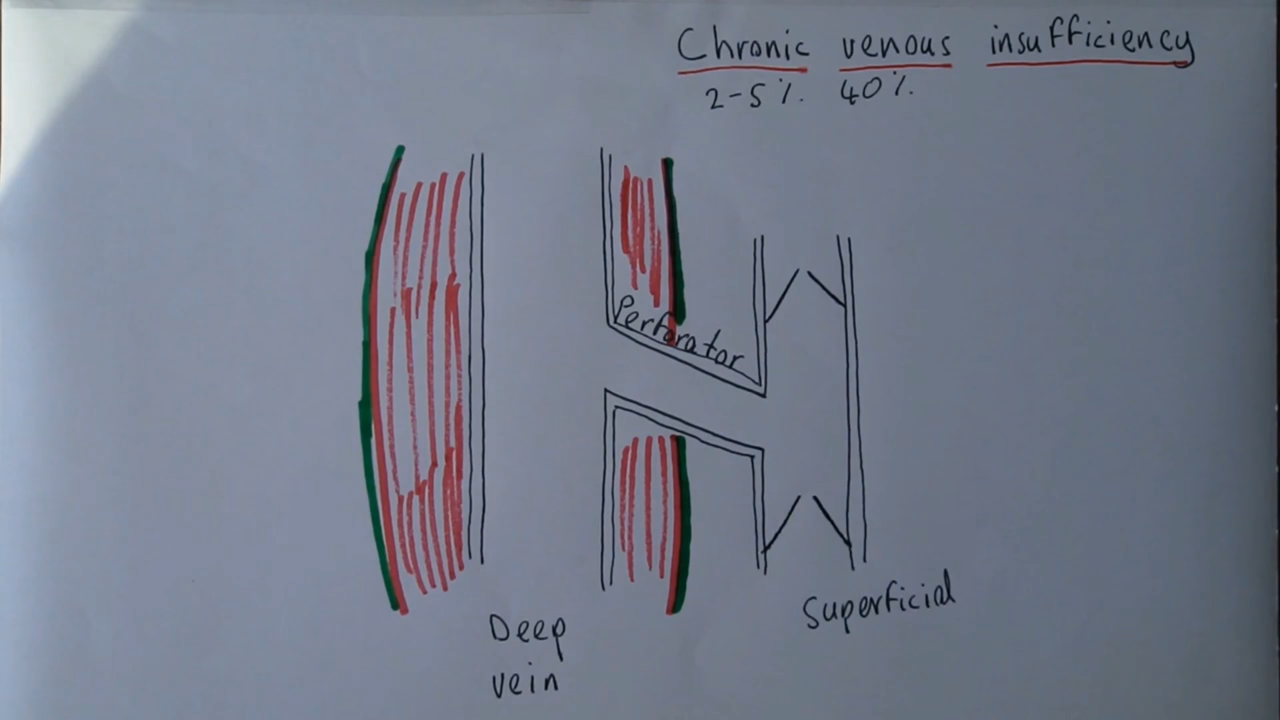 Chronic venous insufficiency
2-5%. 40%.
Perforator
Superficial
Deep
vein